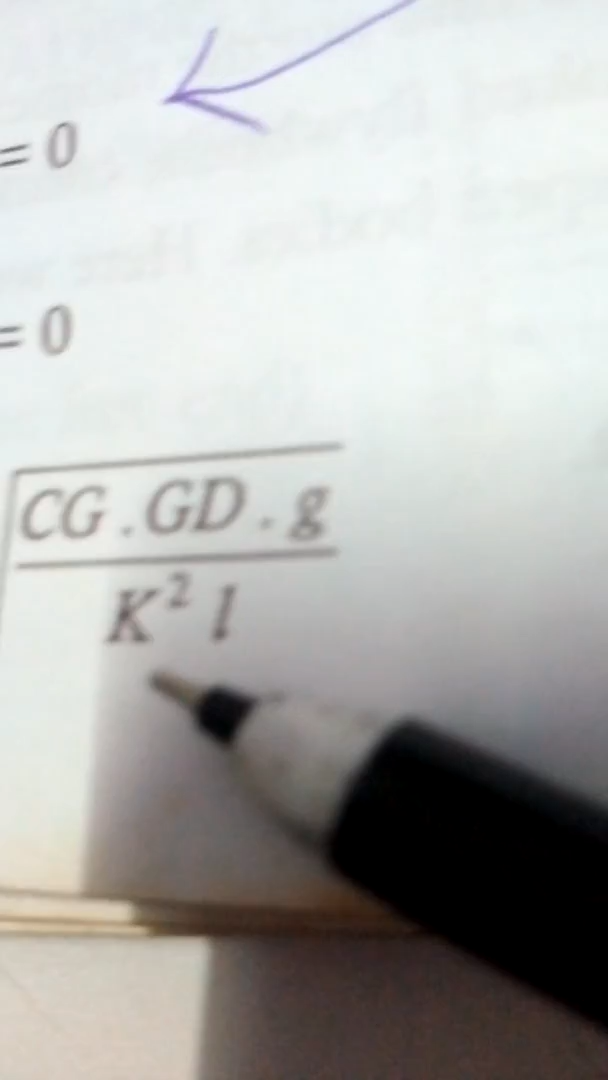 = 0
= 0
CG . GD . g
K² l